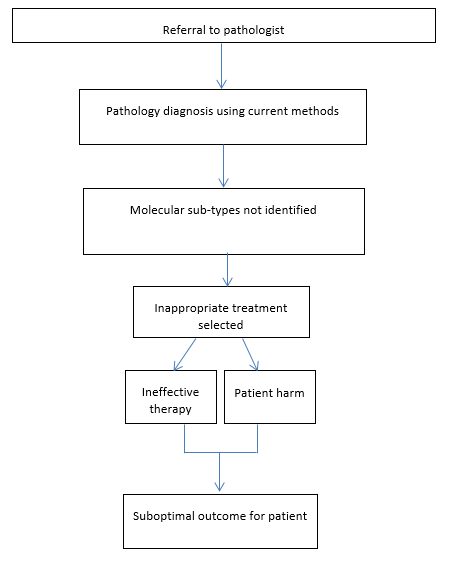 Referral to pathologist
Pathology diagnosis using current methods
Molecular sub-types not identified
Inappropriate treatment
selected
Ineffective
therapy
Patient harm
Suboptimal outcome for patient